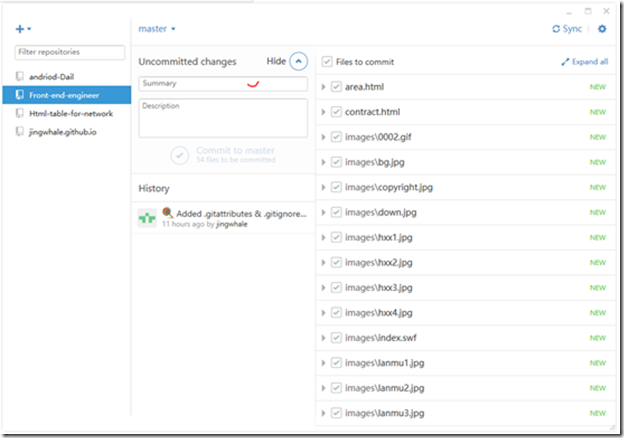 master
Sync
Filter repositories
andriod-Dail
Front-end-engineer
Html-table-for-network
jingwhale.github.io
Uncommitted changes
Hide
Summary
Description
Commit to master
54 files to be committed
History
Added .gitattributes & .gitignore...
11 hours ago by jingwhale
Files to commit
Expand all
area.html NEW
contract.html NEW
images\0002.gif NEW
images\bg.jpg NEW
images\copyright.jpg NEW
images\down.jpg NEW
images\hxx1.jpg NEW
images\hxx2.jpg NEW
images\hxx3.jpg NEW
images\hxx4.jpg NEW
images\index.swf NEW
images\lanmu1.jpg NEW
images\lanmu2.jpg NEW
images\lanmu3.jpg NEW